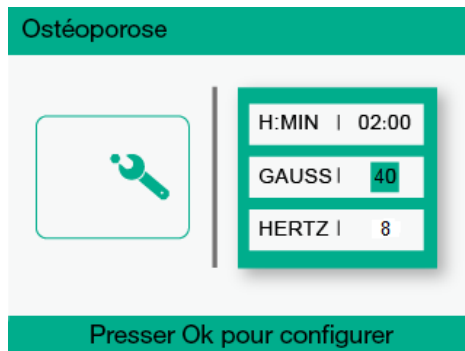 Ostéoporose
H:MIN | 02:00
GAUSS | 40
HERTZ | 8
Presser Ok pour configurer